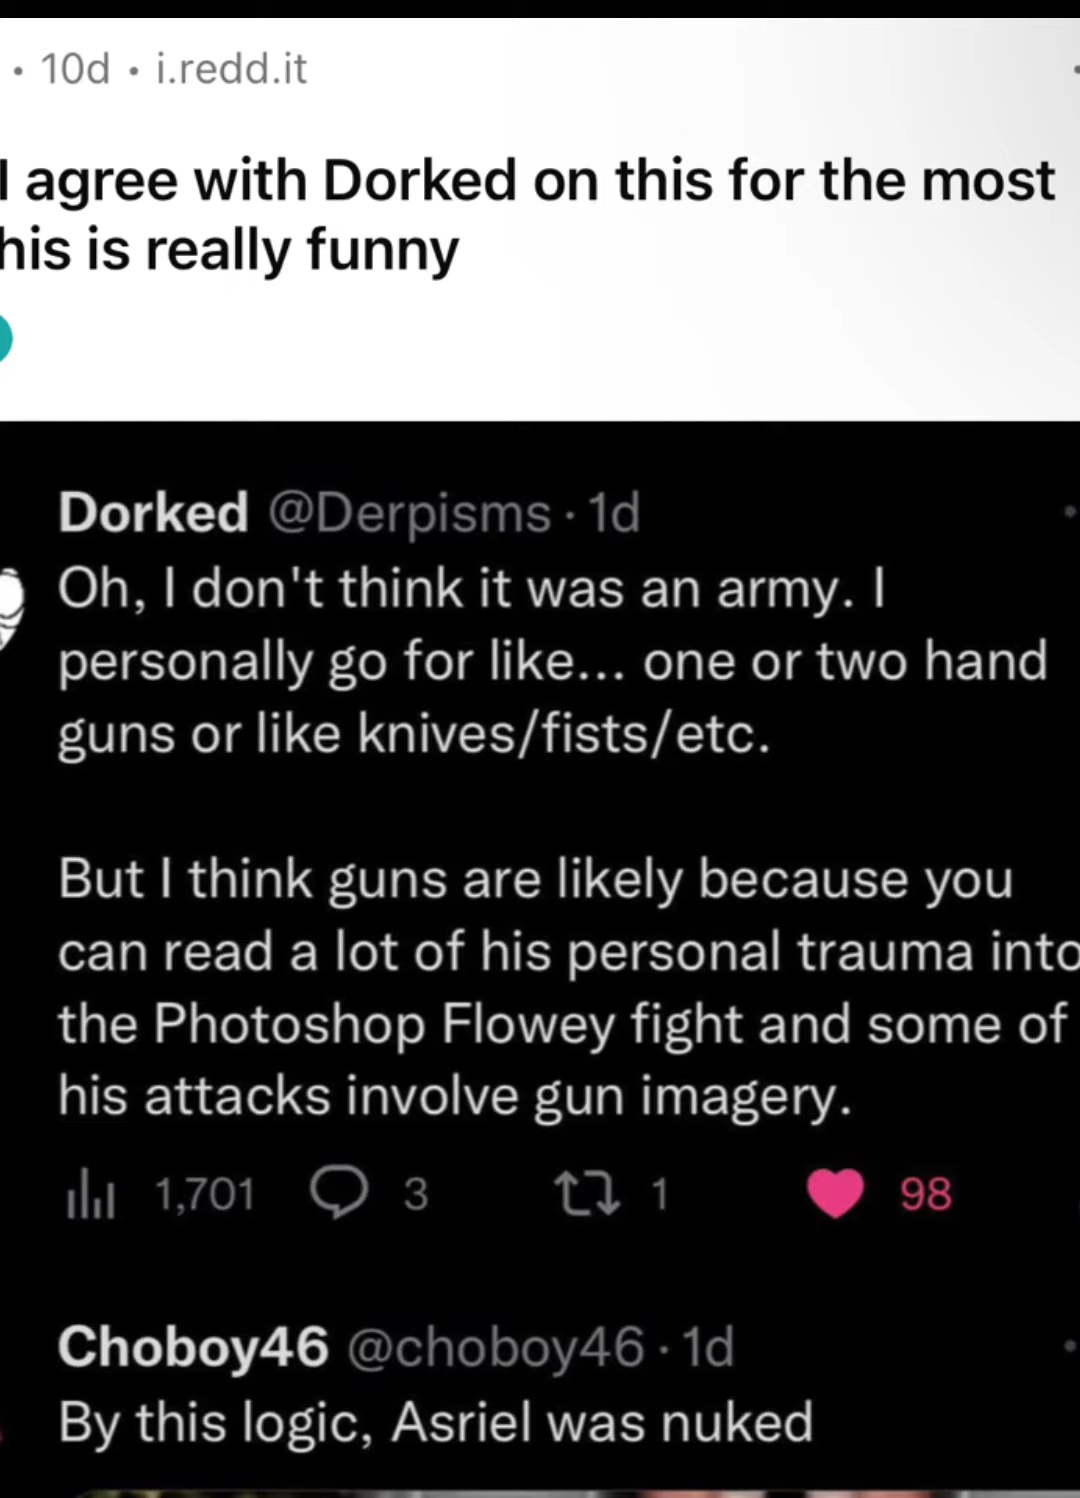 · 10d · i.redd.it
I agree with Dorked on this for the most
his is really funny
Dorked @Derpisms · 1d
Oh, I don't think it was an army. I
personally go for like... one or two hand
guns or like knives/fists/etc.
But I think guns are likely because you
can read a lot of his personal trauma into
the Photoshop Flowey fight and some of
his attacks involve gun imagery.
1,701 3 1 98
Choboy46 @choboy46 · 1d
By this logic, Asriel was nuked